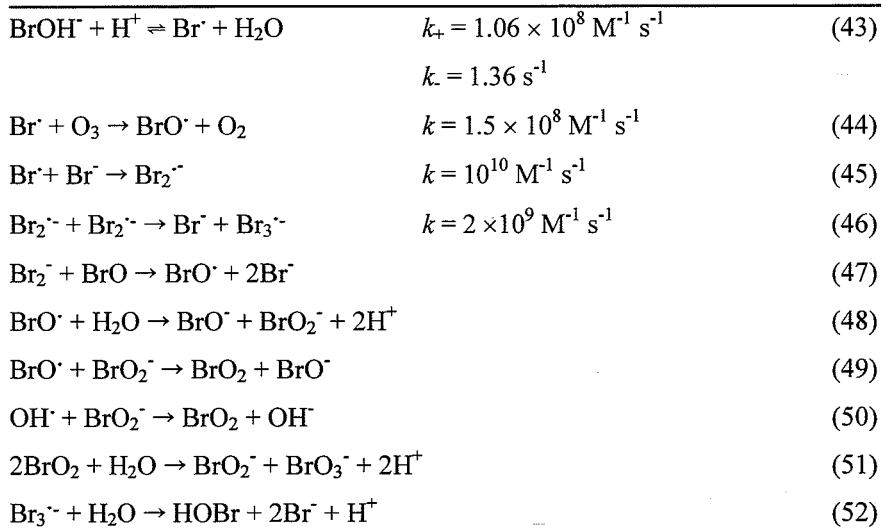 BrOH⁻ + H⁺ ⇌ Br˙ + H₂O k₊ = 1.06 × 10⁸ M⁻¹ s⁻¹ (43)
k₋ = 1.36 s⁻¹
Br˙ + O₃ → BrO˙ + O₂ k = 1.5 × 10⁸ M⁻¹ s⁻¹ (44)
Br˙+ Br⁻ → Br₂˙⁻ k = 10¹⁰ M⁻¹ s⁻¹ (45)
Br₂˙⁻ + Br₂˙⁻ → Br⁻ + Br₃˙⁻ k = 2 ×10⁹ M⁻¹ s⁻¹ (46)
Br₂⁻ + BrO → BrO˙ + 2Br⁻ (47)
BrO˙ + H₂O → BrO⁻ + BrO₂⁻ + 2H⁺ (48)
BrO˙ + BrO₂⁻ → BrO₂ + BrO⁻ (49)
OH˙ + BrO₂⁻ → BrO₂ + OH⁻ (50)
2BrO₂ + H₂O → BrO₂⁻ + BrO₃⁻ + 2H⁺ (51)
Br₃˙⁻ + H₂O → HOBr + 2Br⁻ + H⁺ (52)